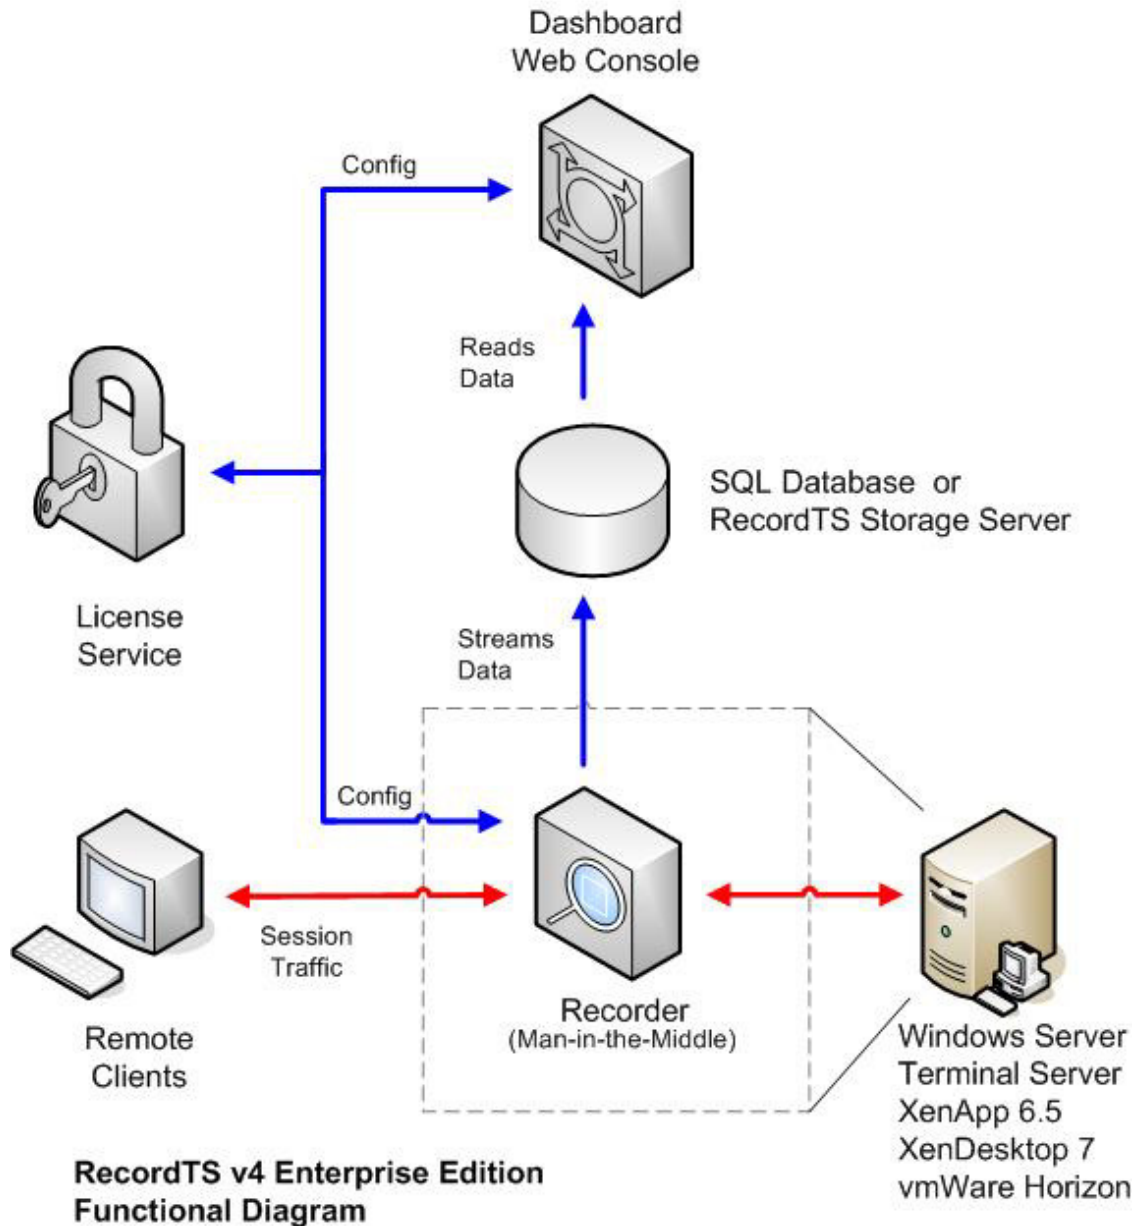 Dashboard
Web Console
Config
Reads
Data
SQL Database or
RecordTS Storage Server
License
Service
Streams
Data
Config
Session
Traffic
Recorder
(Man-in-the-Middle)
Remote
Clients
Windows Server
Terminal Server
XenApp 6.5
XenDesktop 7
vmWare Horizon
RecordTS v4 Enterprise Edition
Functional Diagram